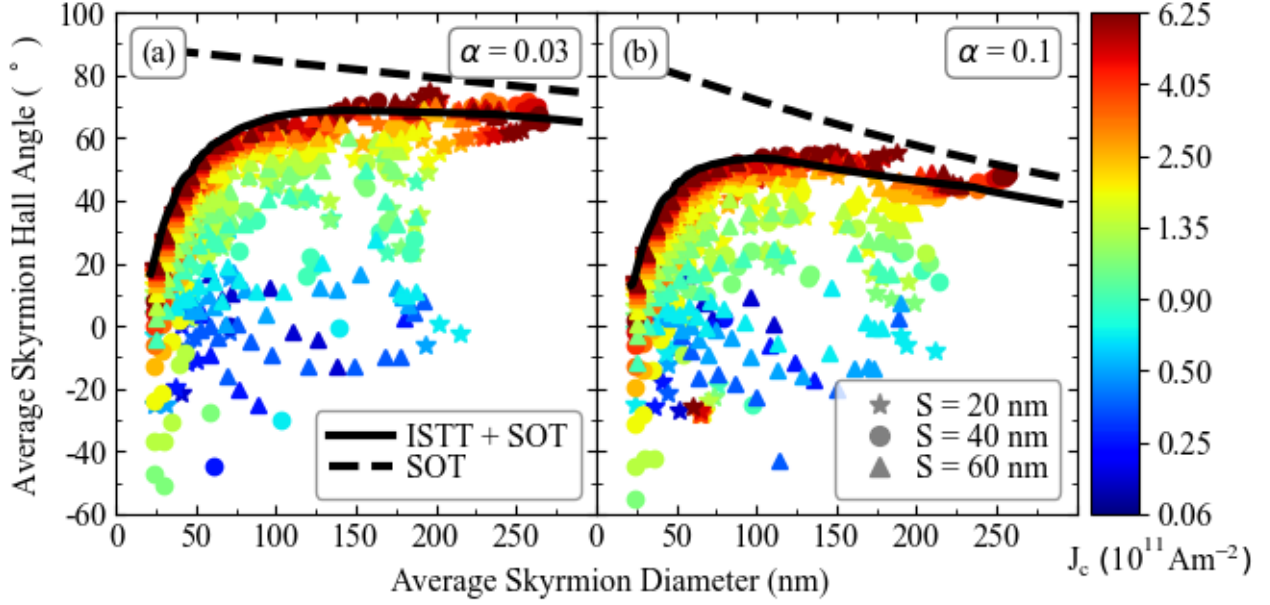 100
80
60
40
20
0
-20
-40
-60
Average Skyrmion Hall Angle ( ° )
(a)
α = 0.03
ISTT + SOT
SOT
0
50
100
150
200
250
(b)
α = 0.1
S = 20 nm
S = 40 nm
S = 60 nm
0
50
100
150
200
250
Average Skyrmion Diameter (nm)
6.25
4.05
2.50
1.35
0.90
0.50
0.25
0.06
J_c (10^11 Am^−2)